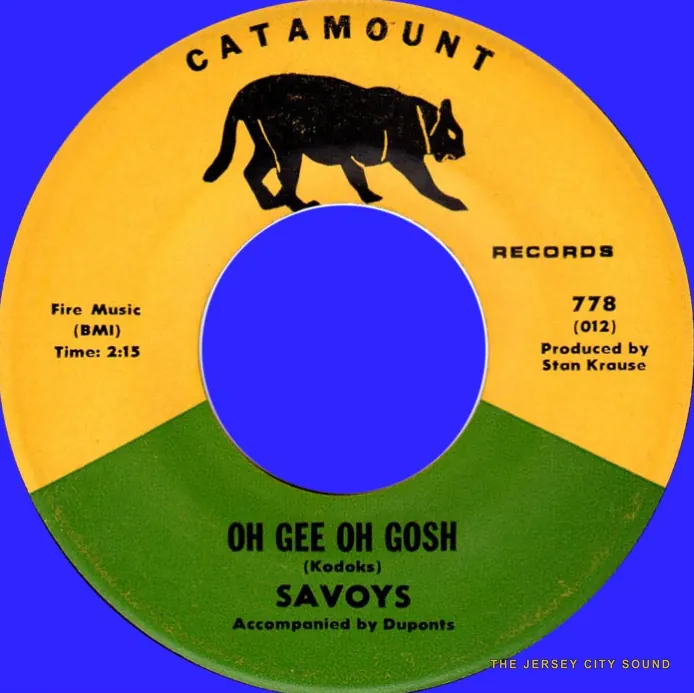 CATAMOUNT
RECORDS
Fire Music
(BMI)
Time: 2:15
778
(012)
Produced by
Stan Krause
OH GEE OH GOSH
(Kodoks)
SAVOYS
Accompanied by Duponts
THE JERSEY CITY SOUND